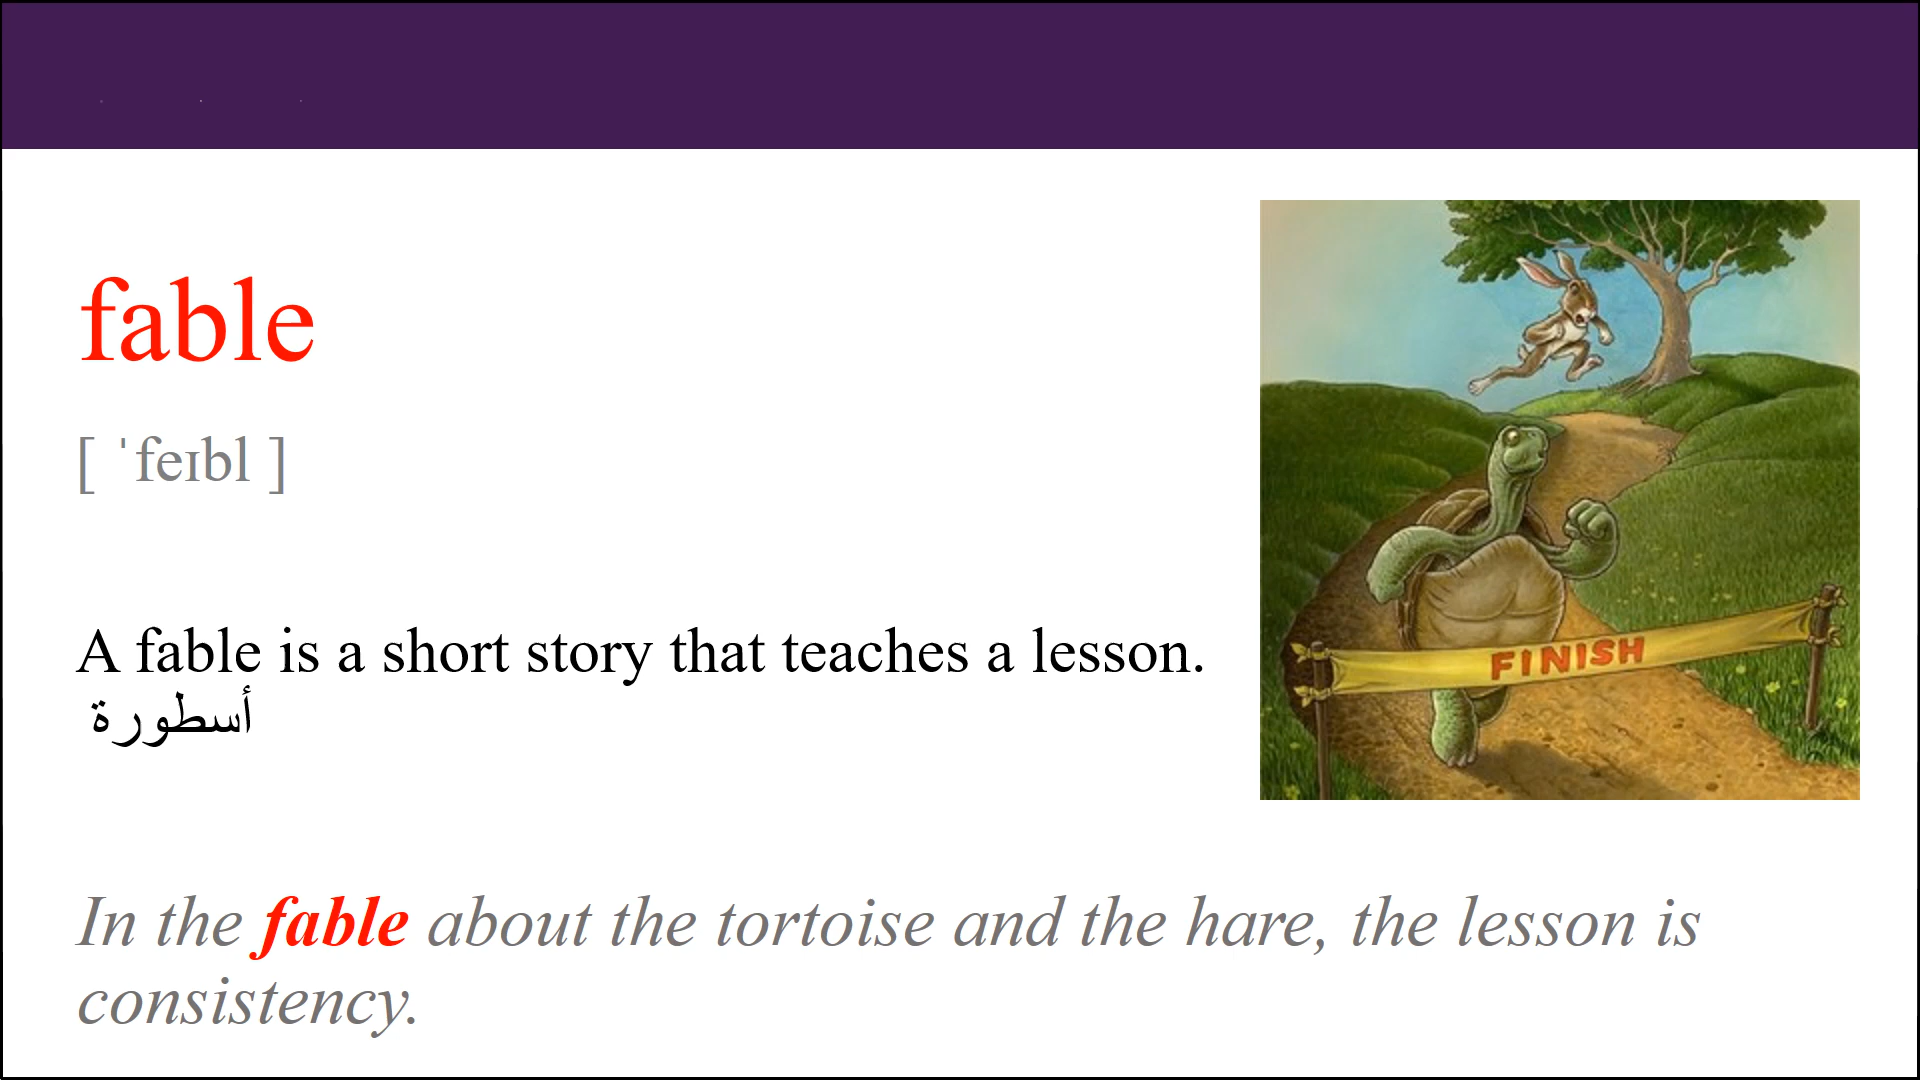 fable
[ ˈfeɪbl ]
A fable is a short story that teaches a lesson.
أسطورة
FINISH
In the fable about the tortoise and the hare, the lesson is
consistency.